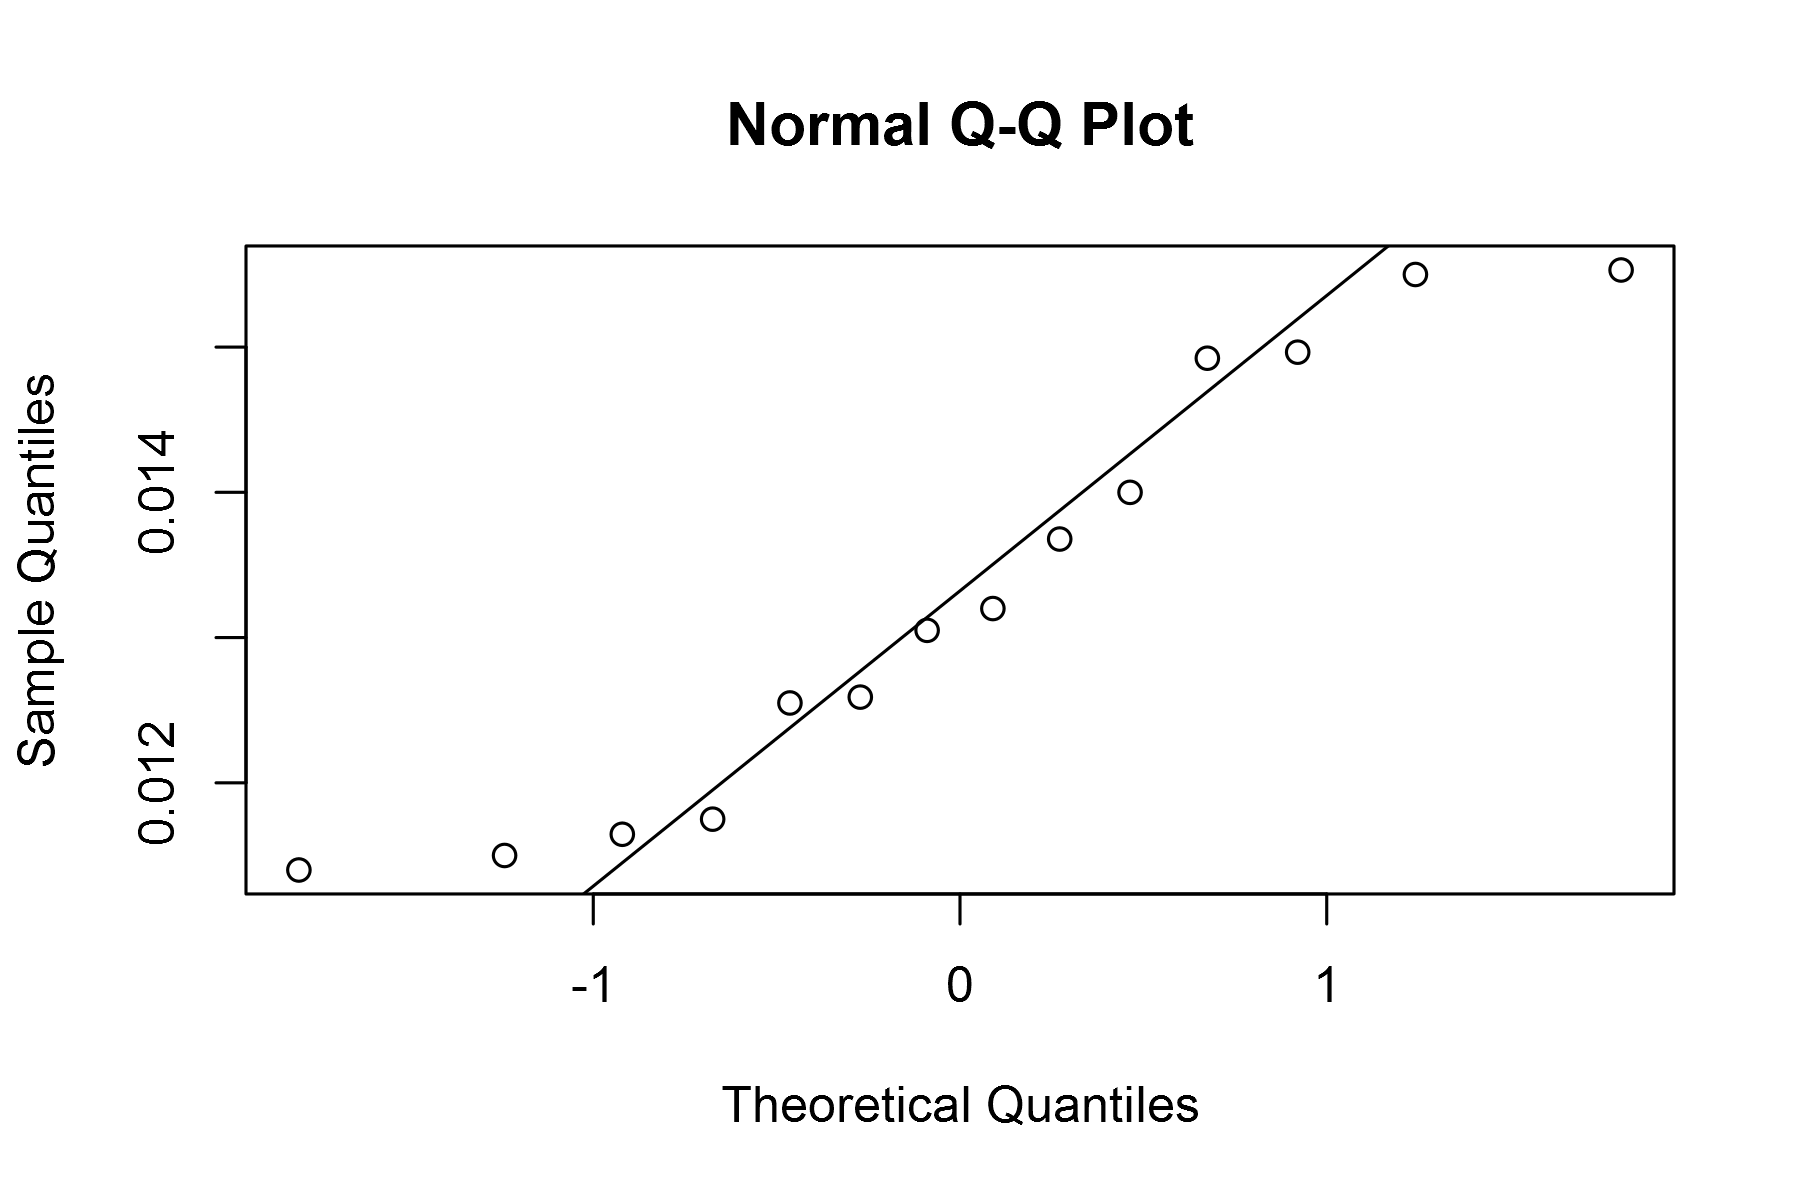 Normal Q-Q Plot
Sample Quantiles
0.014
0.012
-1 0 1
Theoretical Quantiles